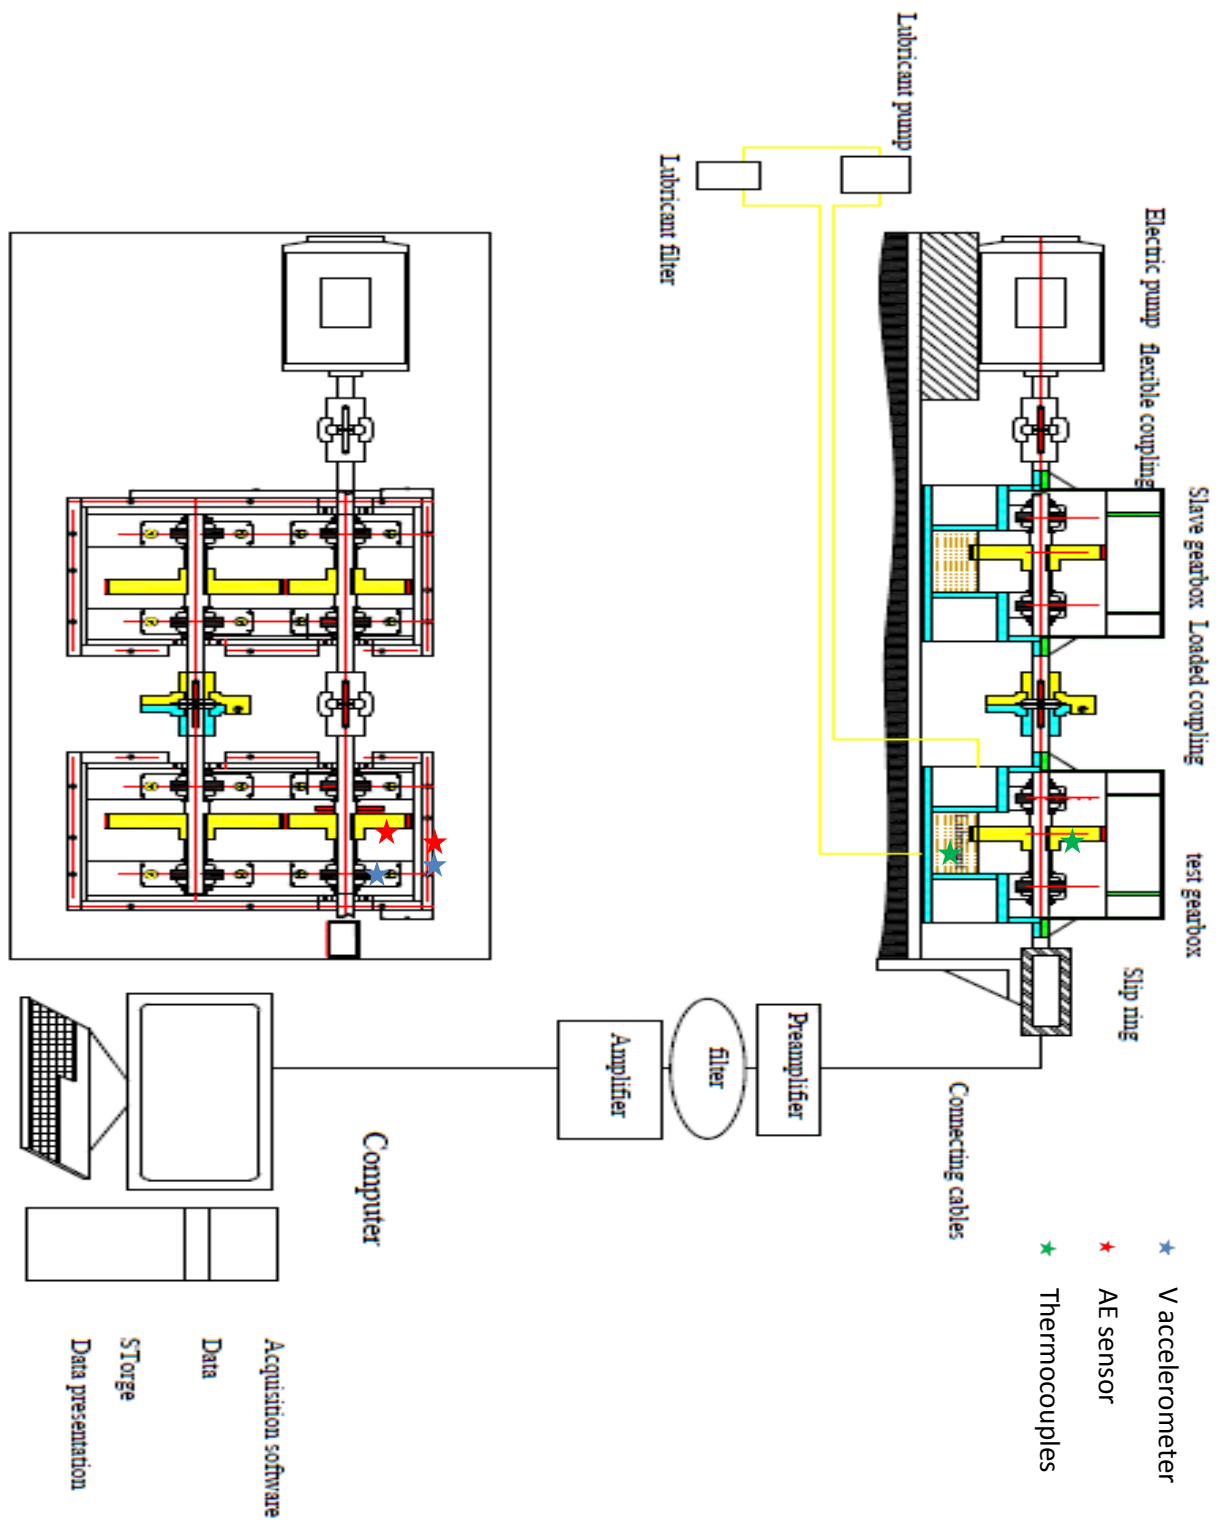 Lubricant pump
Lubricant filter
Electric pump
flexible coupling
Slave gearbox
Loaded coupling
test gearbox
Slip ring
Connecting cables
Preamplifier
filter
Amplifier
Computer
V accelerometer
AE sensor
Thermocouples
Acquisition software
Data
STorge
Data presentation